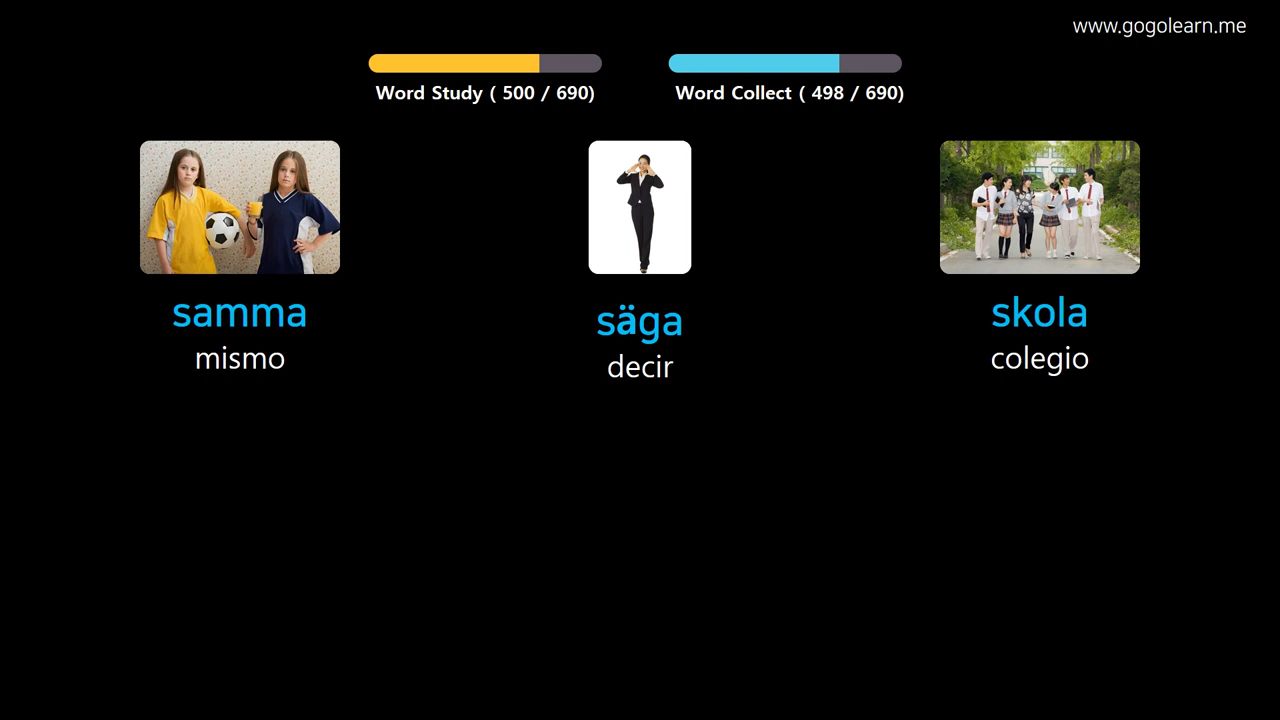 www.gogolearn.me
Word Study ( 500 / 690)
Word Collect ( 498 / 690)
samma
mismo
säga
decir
skola
colegio